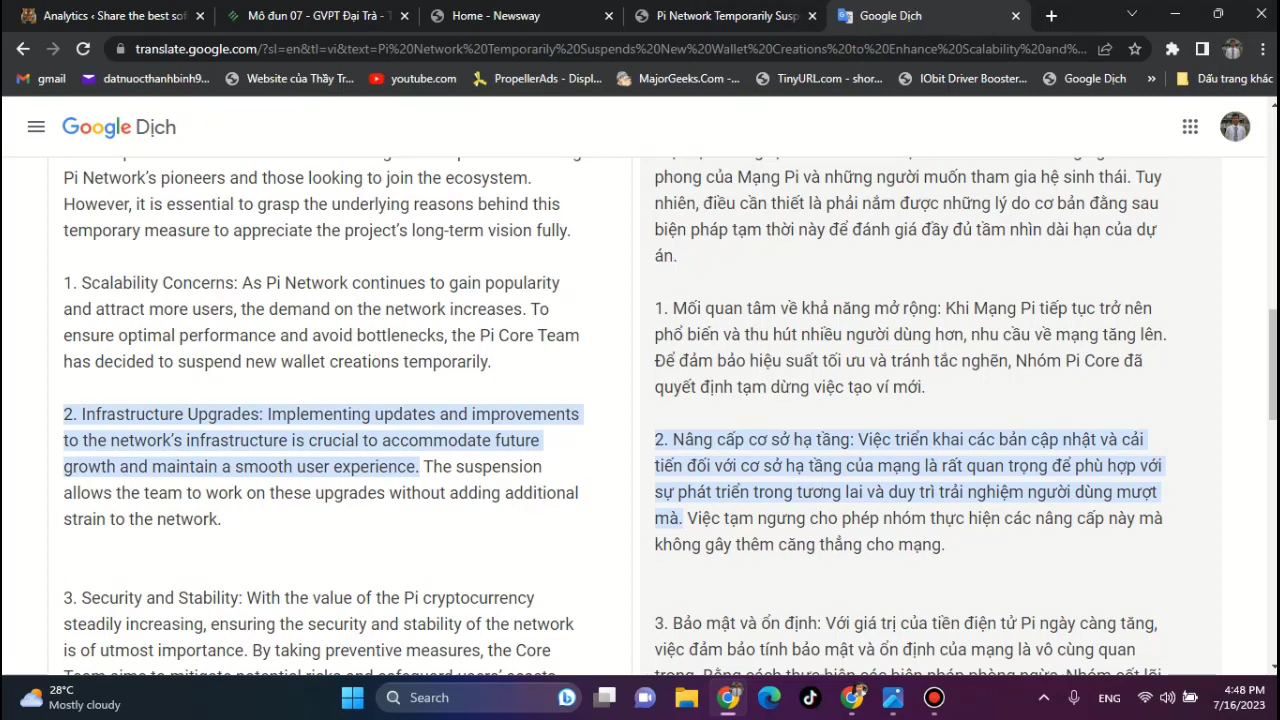 Analytics ‹ Share the best sof
Mô đun 07 - GVPT Đại Trà - T
Home - Newsway
Pi Network Temporarily Susp
Google Dịch
translate.google.com/?sl=en&tl=vi&text=Pi%20Network%20Temporarily%20Suspends%20New%20Wallet%20Creations%20to%20Enhance%20Scalability%20and%...
gmail
datnuocthanhbinh9...
Website của Thầy Tr...
youtube.com
PropellerAds - Displ...
MajorGeeks.Com -...
TinyURL.com - shor...
IObit Driver Booster...
Google Dịch
»
Dấu trang khác
Google Dịch
Pi Network's pioneers and those looking to join the ecosystem.
However, it is essential to grasp the underlying reasons behind this
temporary measure to appreciate the project's long-term vision fully.
1. Scalability Concerns: As Pi Network continues to gain popularity
and attract more users, the demand on the network increases. To
ensure optimal performance and avoid bottlenecks, the Pi Core Team
has decided to suspend new wallet creations temporarily.
2. Infrastructure Upgrades: Implementing updates and improvements
to the network's infrastructure is crucial to accommodate future
growth and maintain a smooth user experience. The suspension
allows the team to work on these upgrades without adding additional
strain to the network.
3. Security and Stability: With the value of the Pi cryptocurrency
steadily increasing, ensuring the security and stability of the network
is of utmost importance. By taking preventive measures, the Core
phong của Mạng Pi và những người muốn tham gia hệ sinh thái. Tuy
nhiên, điều cần thiết là phải nắm được những lý do cơ bản đằng sau
biện pháp tạm thời này để đánh giá đầy đủ tầm nhìn dài hạn của dự
án.
1. Mối quan tâm về khả năng mở rộng: Khi Mạng Pi tiếp tục trở nên
phổ biến và thu hút nhiều người dùng hơn, nhu cầu về mạng tăng lên.
Để đảm bảo hiệu suất tối ưu và tránh tắc nghẽn, Nhóm Pi Core đã
quyết định tạm dừng việc tạo ví mới.
2. Nâng cấp cơ sở hạ tầng: Việc triển khai các bản cập nhật và cải
tiến đối với cơ sở hạ tầng của mạng là rất quan trọng để phù hợp với
sự phát triển trong tương lai và duy trì trải nghiệm người dùng mượt
mà. Việc tạm ngưng cho phép nhóm thực hiện các nâng cấp này mà
không gây thêm căng thẳng cho mạng.
3. Bảo mật và ổn định: Với giá trị của tiền điện tử Pi ngày càng tăng,
việc đảm bảo tính bảo mật và ổn định của mạng là vô cùng quan
28°C
Mostly cloudy
Search
ENG
4:48 PM
7/16/2023